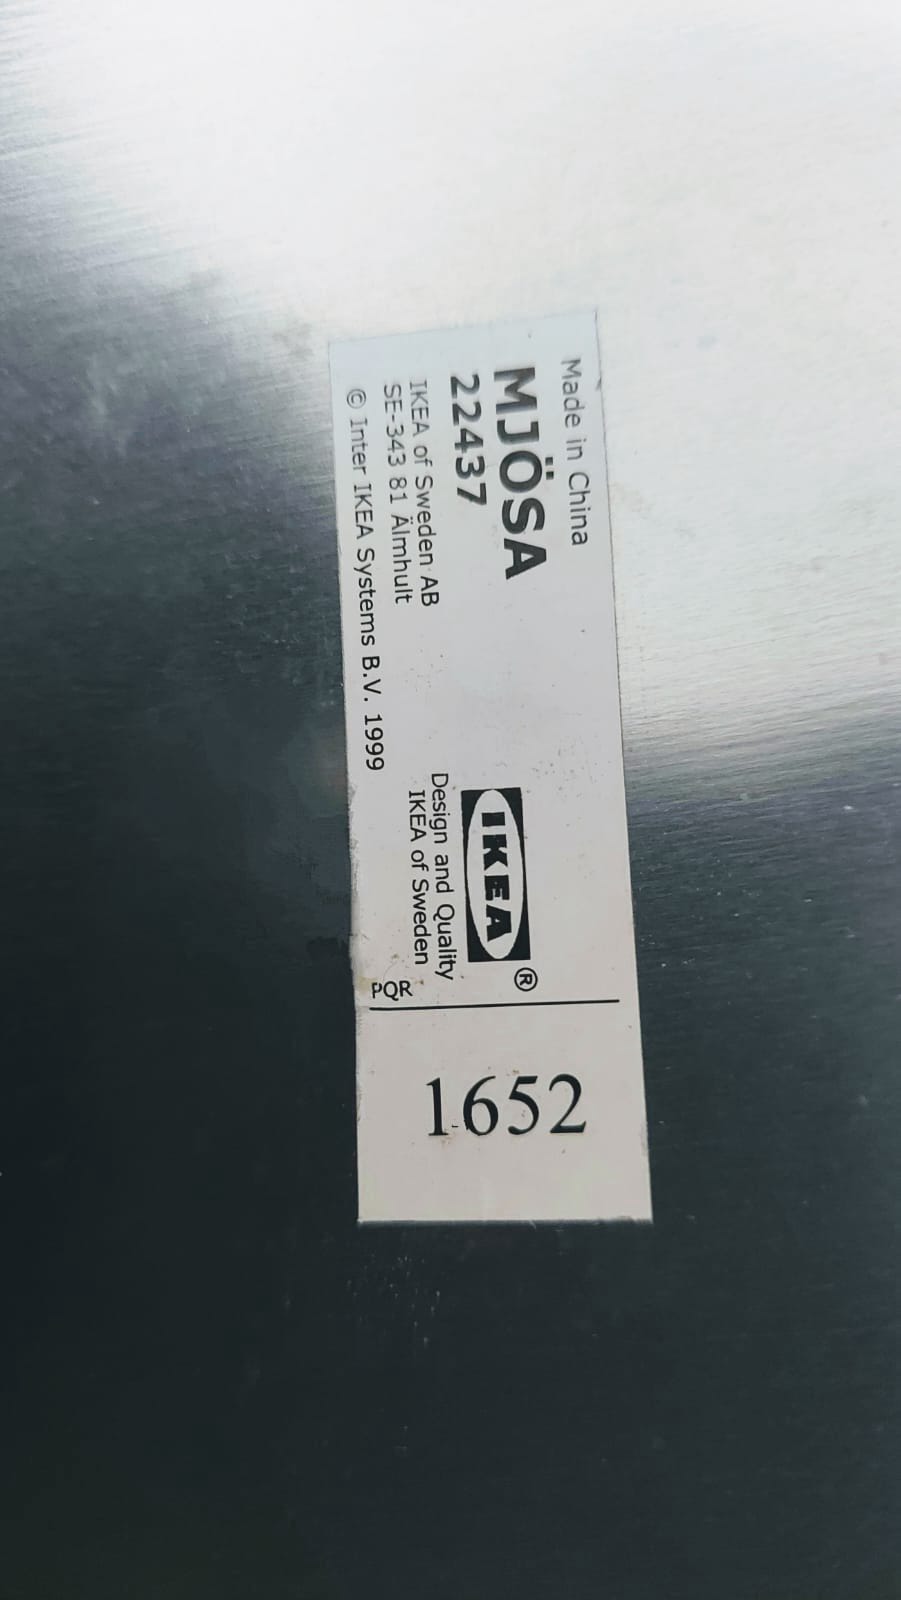 Made in China
MJÖSA
22437
IKEA of Sweden AB
SE-343 81 Älmhult
© Inter IKEA Systems B.V. 1999
IKEA®
Design and Quality
IKEA of Sweden
PQR
1652